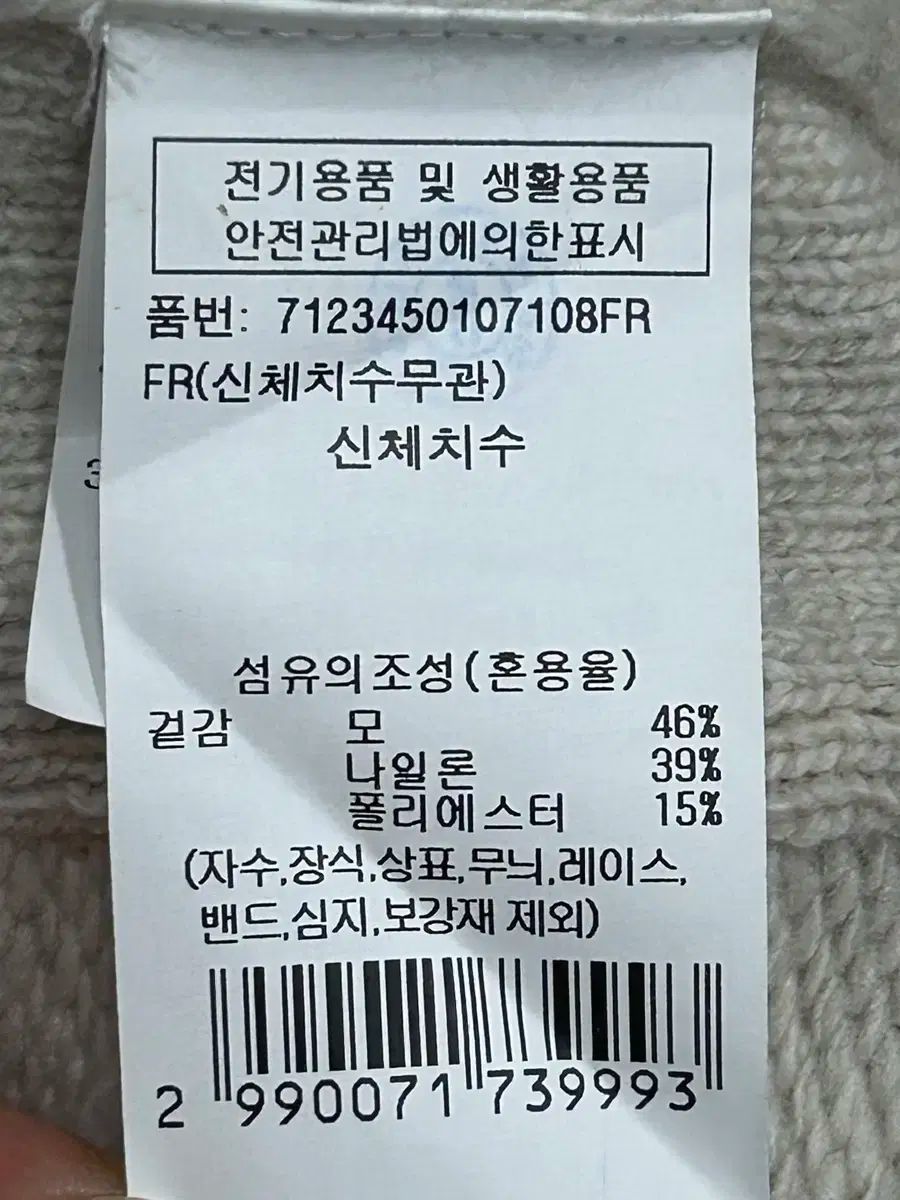 전기용품 및 생활용품
안전관리법에의한표시
품번: 7123450107108FR
FR(신체치수무관)
신체치수
섬유의조성(혼용율)
겉감 모 46%
나일론 39%
폴리에스터 15%
(자수,장식,상표,무늬,레이스,
밴드,심지,보강재 제외)
2 990071 739993